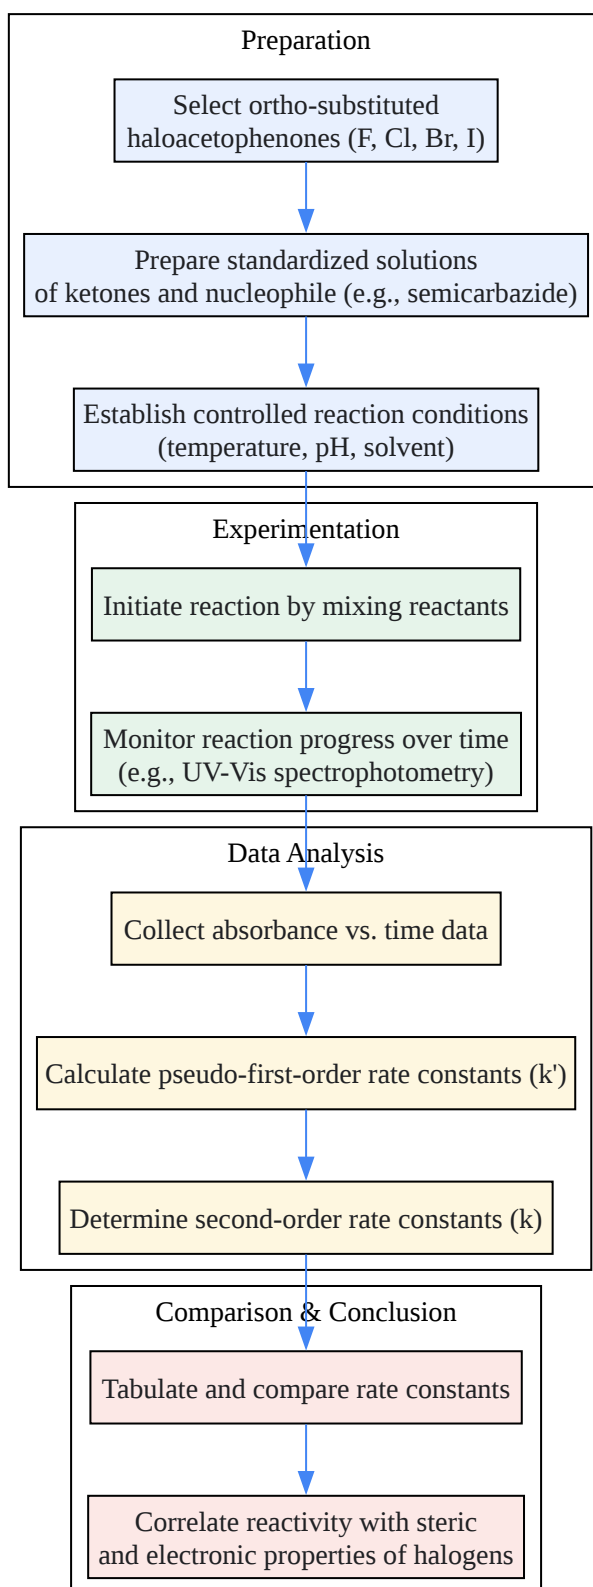 Preparation
Select ortho-substituted
haloacetophenones (F, Cl, Br, I)
Prepare standardized solutions
of ketones and nucleophile (e.g., semicarbazide)
Establish controlled reaction conditions
(temperature, pH, solvent)
Experimentation
Initiate reaction by mixing reactants
Monitor reaction progress over time
(e.g., UV-Vis spectrophotometry)
Data Analysis
Collect absorbance vs. time data
Calculate pseudo-first-order rate constants (k')
Determine second-order rate constants (k)
Comparison & Conclusion
Tabulate and compare rate constants
Correlate reactivity with steric
and electronic properties of halogens